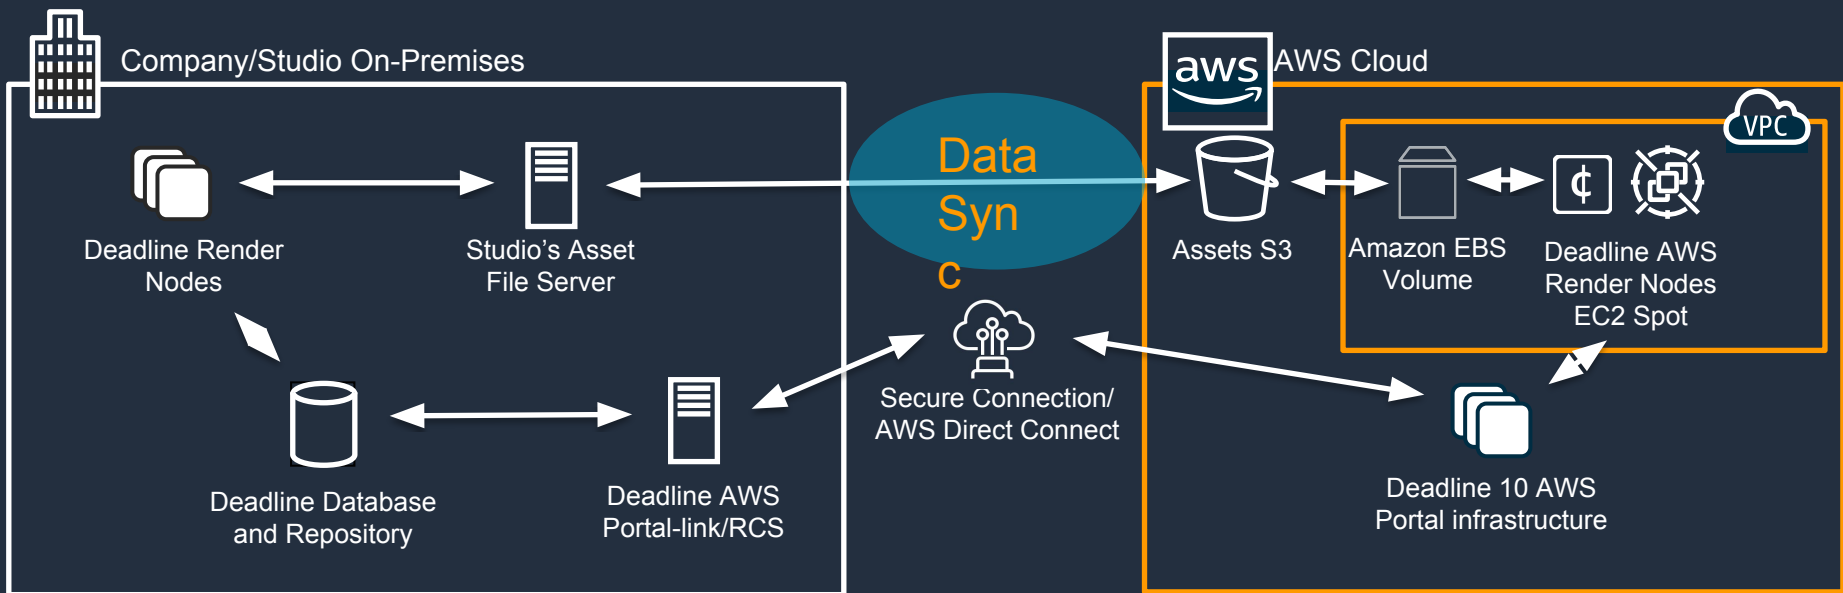 Company/Studio On-Premises
aws
AWS Cloud
VPC
Data
Syn
c
¢
Deadline Render
Nodes
Studio's Asset
File Server
Assets S3
Amazon EBS
Volume
Deadline AWS
Render Nodes
EC2 Spot
Secure Connection/
AWS Direct Connect
Deadline Database
and Repository
Deadline AWS
Portal-link/RCS
Deadline 10 AWS
Portal infrastructure